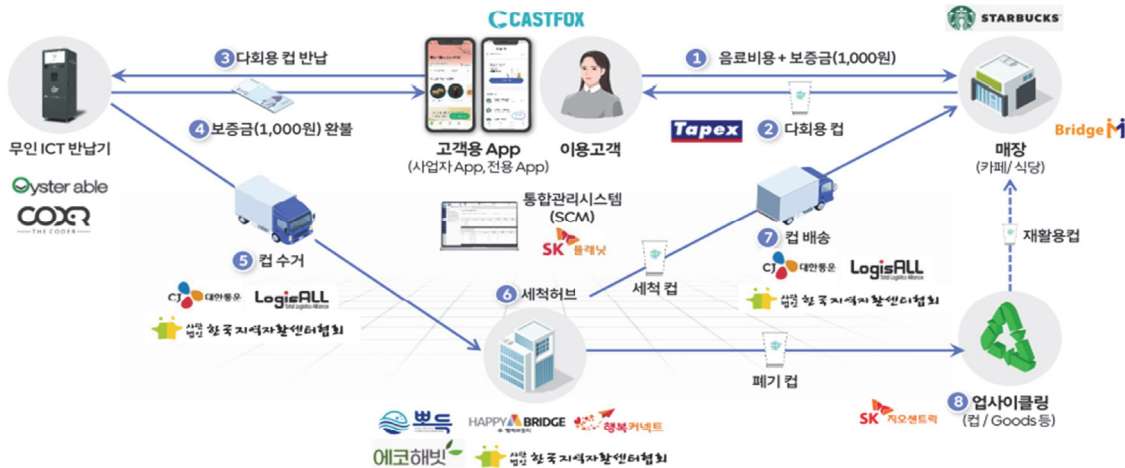 CASTFOX
STARBUCKS
3 다회용 컵 반납
1 음료비용 + 보증금(1,000원)
4 보증금(1,000원) 환불
Tapex
2 다회용 컵
Bridge M
무인 ICT 반납기
고객용 App
(사업자 App, 전용 App)
이용고객
매장
(카페/ 식당)
Oyster able
COXR
-THE CODER-
통합관리시스템
(SCM)
SK 플래닛
5 컵 수거
7 컵 배송
재활용컵
CJ 대한통운
LogisALL
Total Logistics Alliance
사단법인 한국지역자활센터협회
6 세척허브
세척 컵
CJ 대한통운
LogisALL
Total Logistics Alliance
사단법인 한국지역자활센터협회
폐기 컵
8 업사이클링
(컵 / Goods 등)
SK 지오센트릭
뽀득
HAPPY BRIDGE
행복커넥트
에코해빗
사단법인 한국지역자활센터협회